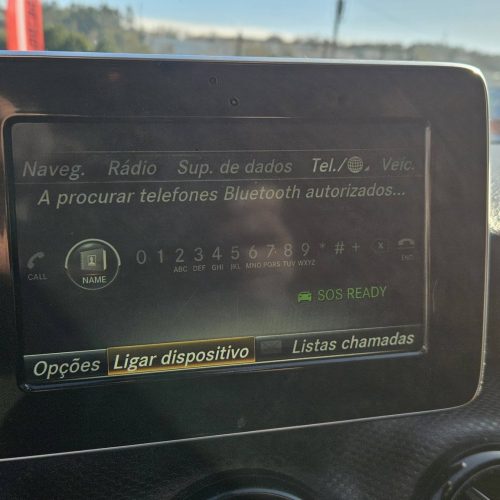 Naveg. Rádio Sup. de dados Tel./ Veíc.
A procurar telefones Bluetooth autorizados...
CALL NAME 0 1 2 3 4 5 6 7 8 9 * # + x END
ABC DEF GHI JKL MNO PQRS TUV WXYZ
SOS READY
Opções Ligar dispositivo Listas chamadas